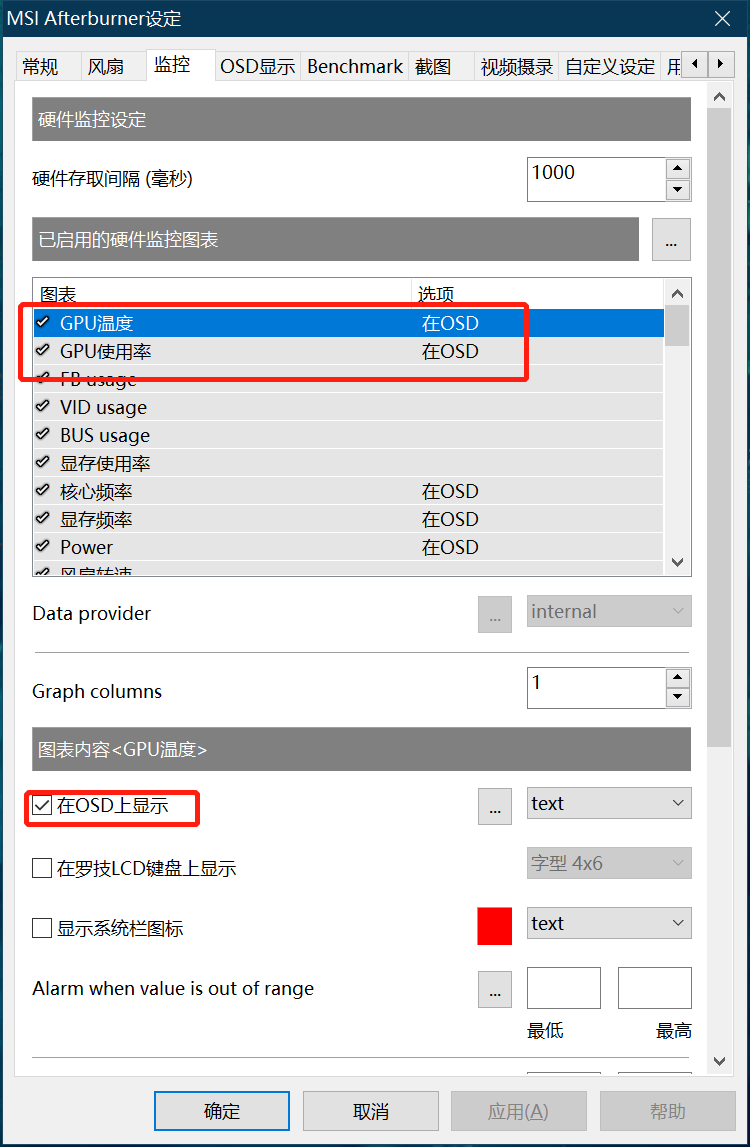 MSI Afterburner设定
常规 风扇 监控 OSD显示 Benchmark 截图 视频摄录 自定义设定 用
硬件监控设定
硬件存取间隔 (毫秒) 1000
已启用的硬件监控图表 ...
图表 选项
GPU温度 在OSD
GPU使用率 在OSD
FB usage
VID usage
BUS usage
显存使用率
核心频率 在OSD
显存频率 在OSD
Power 在OSD
风扇转速
Data provider ... internal
Graph columns 1
图表内容<GPU温度>
在OSD上显示 ... text
在罗技LCD键盘上显示 字型 4x6
显示系统栏图标 text
Alarm when value is out of range ...
最低 最高
确定 取消 应用(A) 帮助